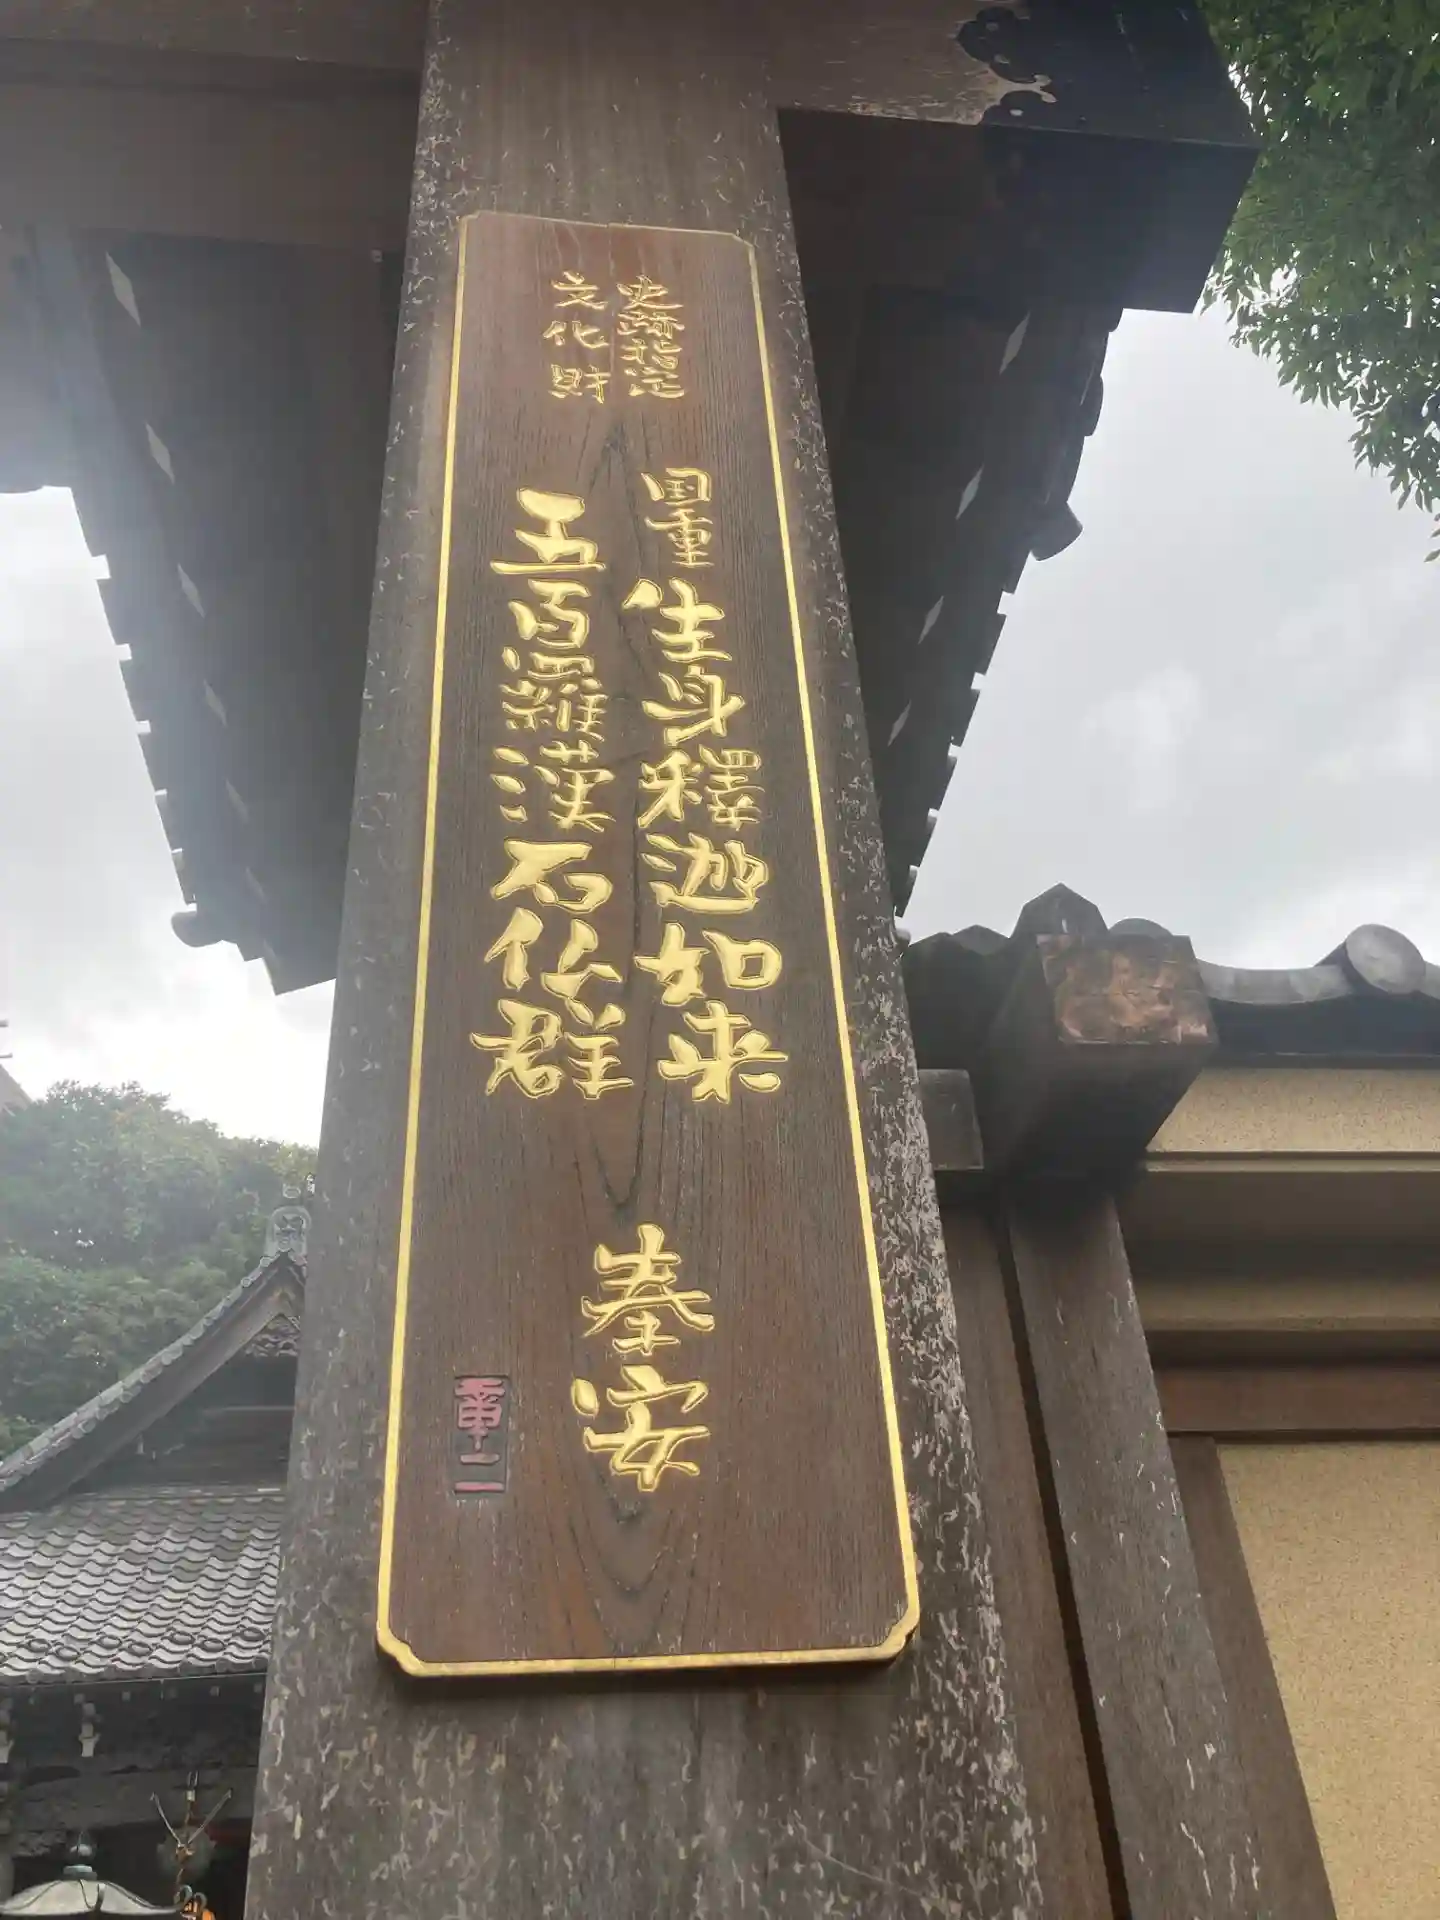 史跡指定
文化財
国重
生身釋迦如来
五百羅漢石仏群
奉安